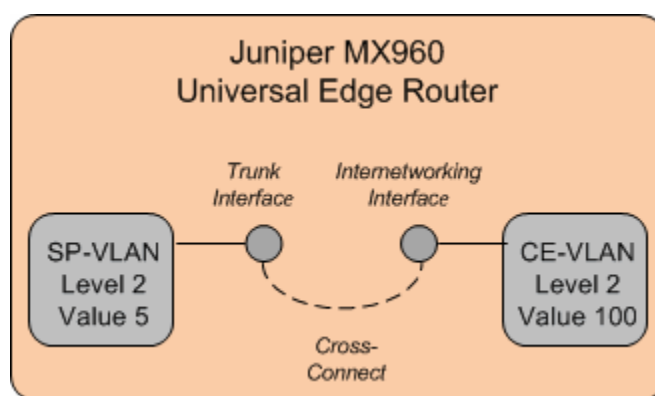 Juniper MX960
Universal Edge Router
Trunk
Interface
Internetworking
Interface
SP-VLAN
Level 2
Value 5
CE-VLAN
Level 2
Value 100
Cross-
Connect